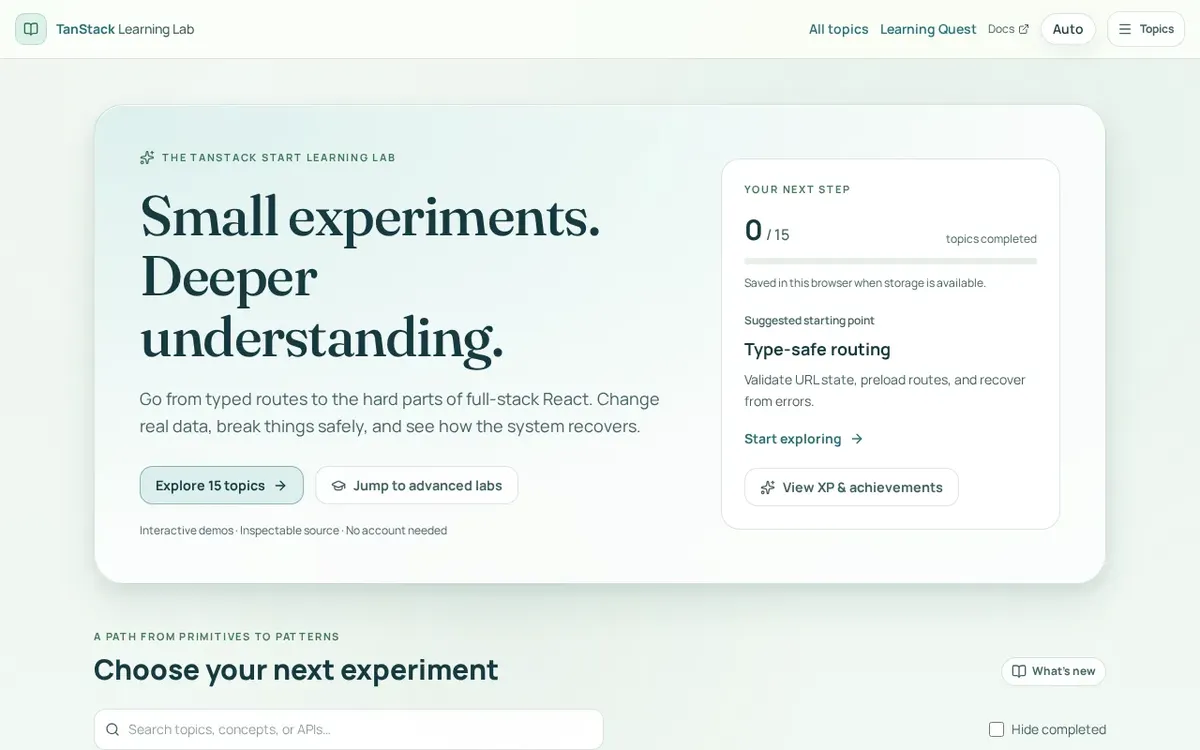 TanStack Learning Lab
All topics
Learning Quest
Docs
Auto
Topics
THE TANSTACK START LEARNING LAB
Small experiments.
Deeper
understanding.
Go from typed routes to the hard parts of full-stack React. Change
real data, break things safely, and see how the system recovers.
Explore 15 topics
Jump to advanced labs
Interactive demos · Inspectable source · No account needed
YOUR NEXT STEP
0 / 15
topics completed
Saved in this browser when storage is available.
Suggested starting point
Type-safe routing
Validate URL state, preload routes, and recover
from errors.
Start exploring
View XP & achievements
A PATH FROM PRIMITIVES TO PATTERNS
Choose your next experiment
What's new
Search topics, concepts, or APIs...
Hide completed